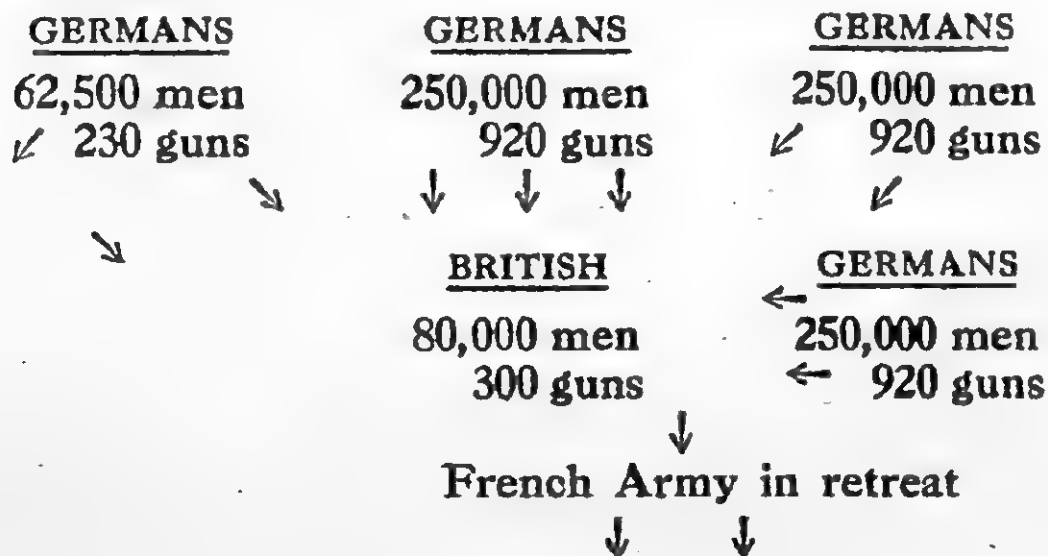 GERMANS GERMANS GERMANS
62,500 men 250,000 men 250,000 men
230 guns 920 guns 920 guns
BRITISH GERMANS
80,000 men 250,000 men
300 guns 920 guns
French Army in retreat